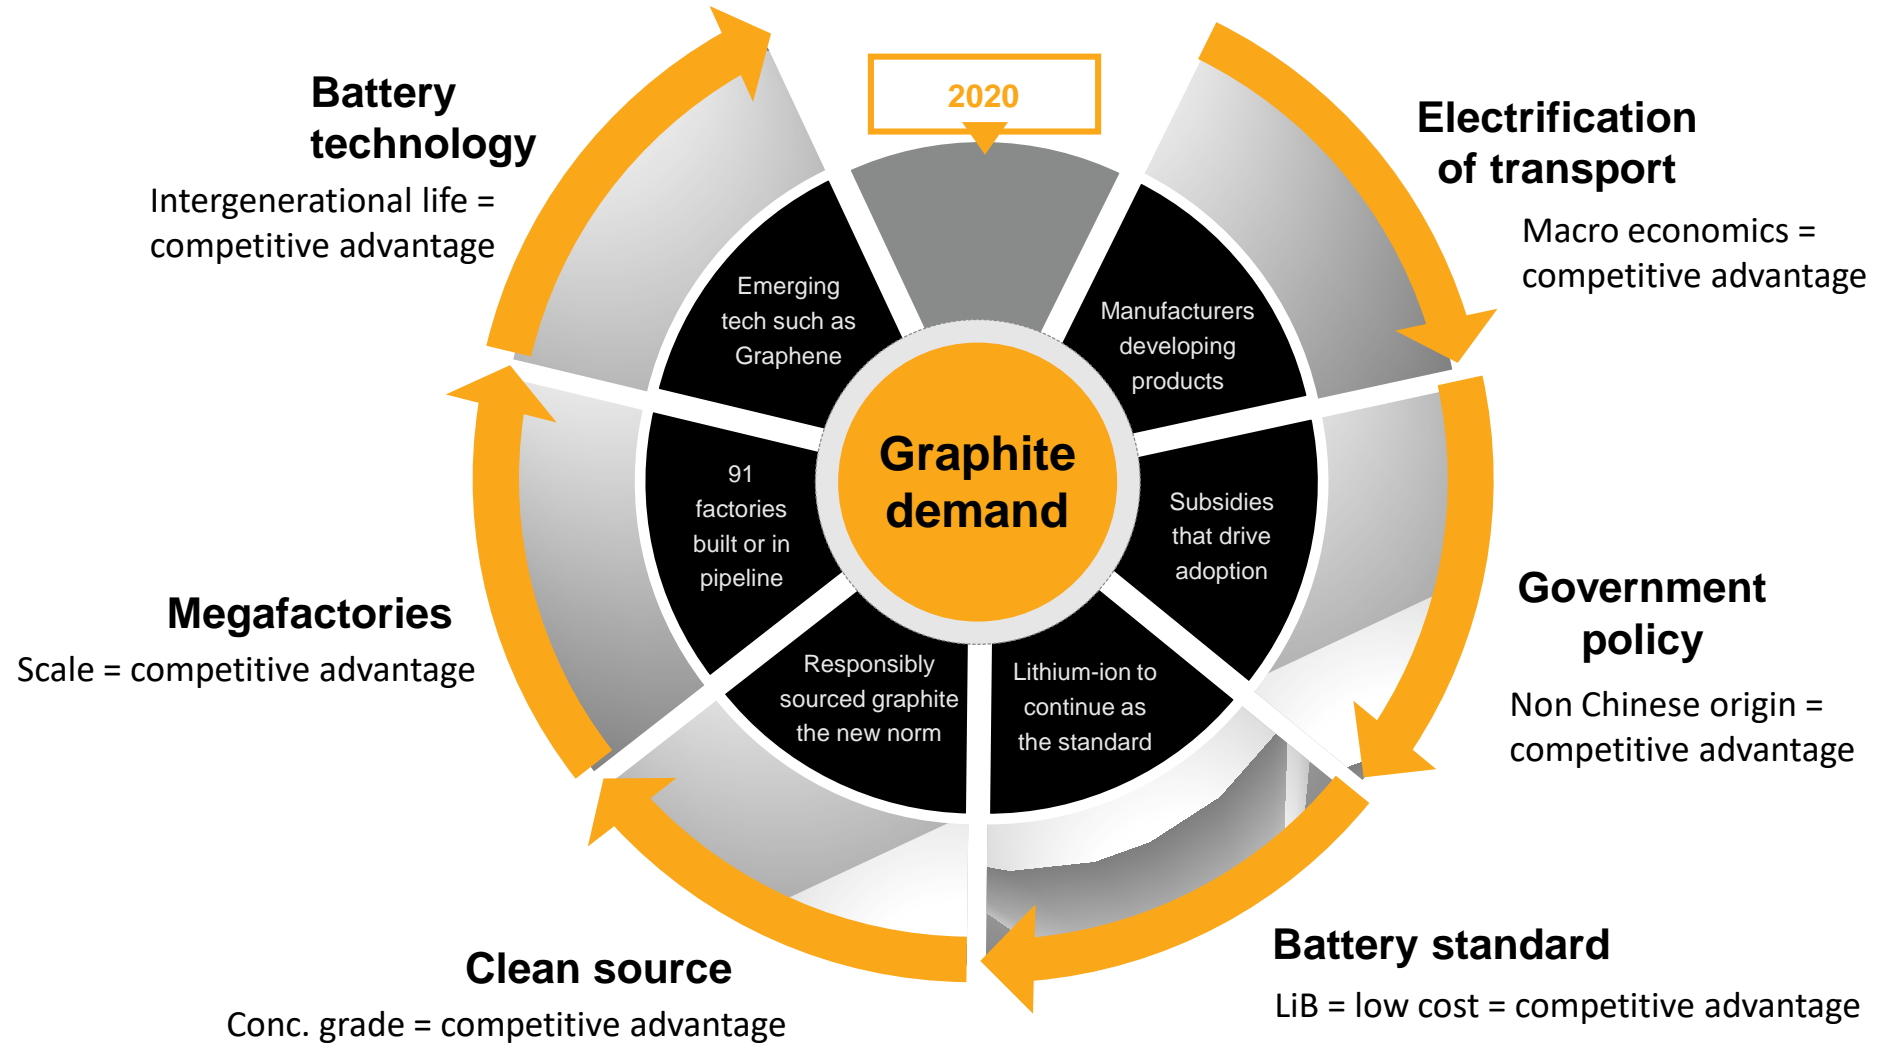 2020
Graphite
demand
Electrification
of transport
Macro economics =
competitive advantage
Manufacturers
developing
products
Government
policy
Non Chinese origin =
competitive advantage
Subsidies
that drive
adoption
Battery standard
LiB = low cost = competitive advantage
Lithium-ion to
continue as
the standard
Clean source
Conc. grade = competitive advantage
Responsibly
sourced graphite
the new norm
Megafactories
Scale = competitive advantage
91
factories
built or in
pipeline
Battery
technology
Intergenerational life =
competitive advantage
Emerging
tech such as
Graphene